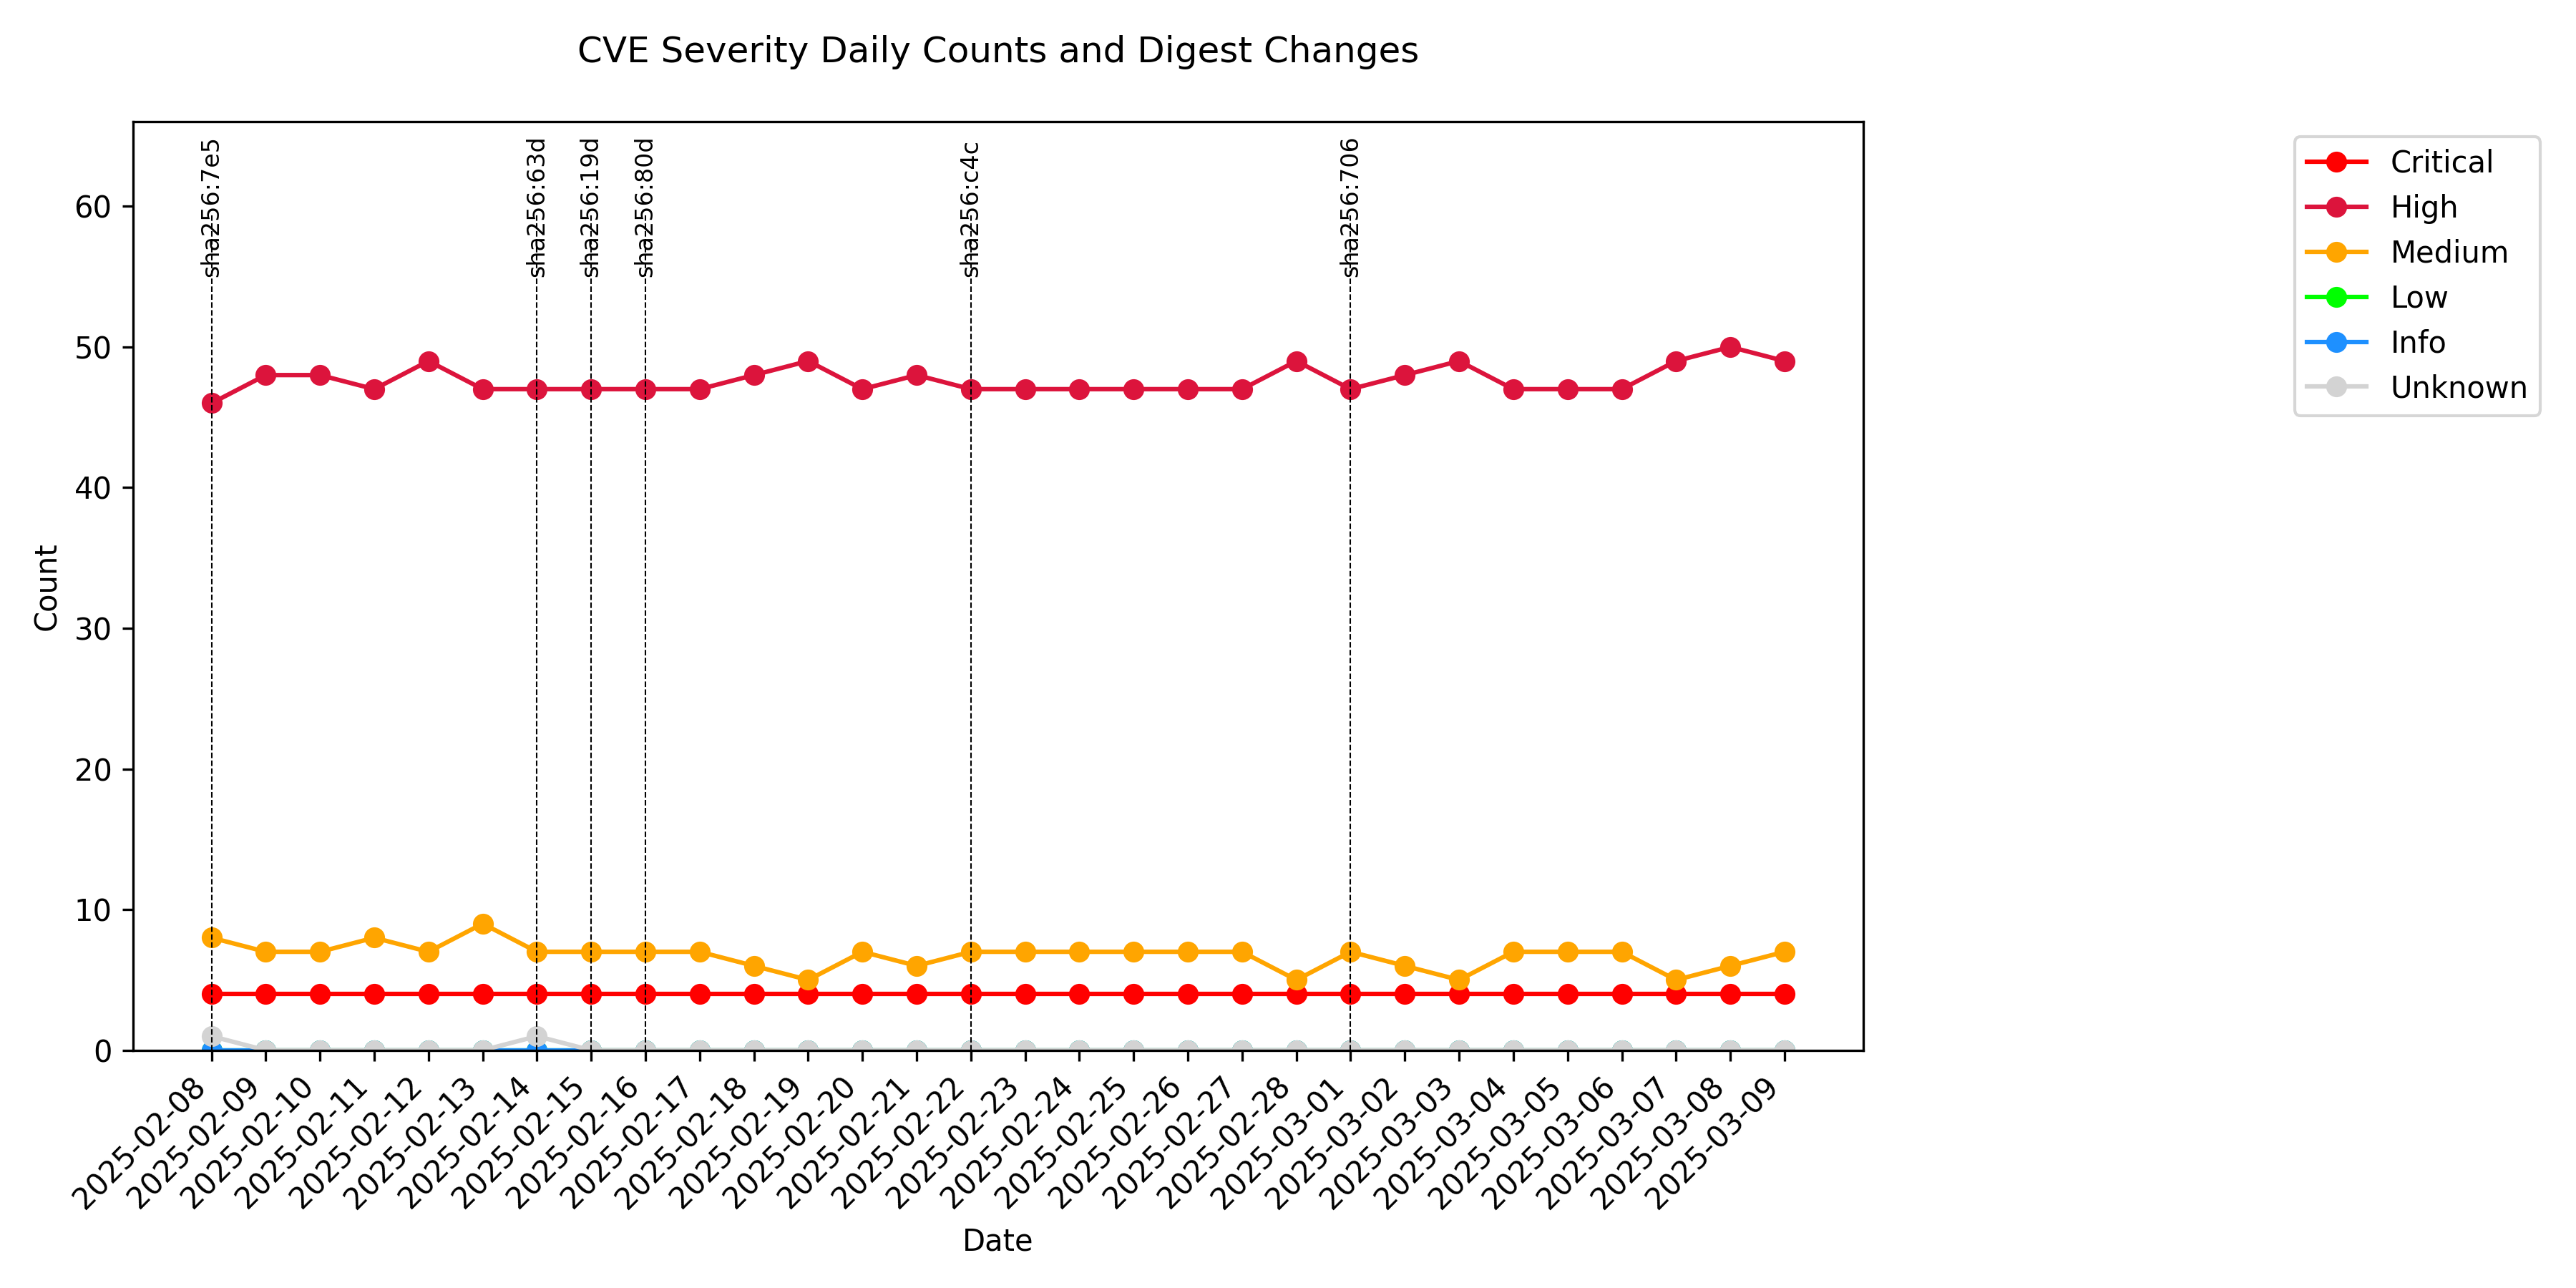 CVE Severity Daily Counts and Digest Changes
sha256:7e5
sha256:63d
sha256:19d
sha256:80d
sha256:c4c
sha256:706
Critical
High
Medium
Low
Info
Unknown
Count
60
50
40
30
20
10
0
2025-02-08
2025-02-09
2025-02-10
2025-02-11
2025-02-12
2025-02-13
2025-02-14
2025-02-15
2025-02-16
2025-02-17
2025-02-18
2025-02-19
2025-02-20
2025-02-21
2025-02-22
2025-02-23
2025-02-24
2025-02-25
2025-02-26
2025-02-27
2025-02-28
2025-03-01
2025-03-02
2025-03-03
2025-03-04
2025-03-05
2025-03-06
2025-03-07
2025-03-08
2025-03-09
Date